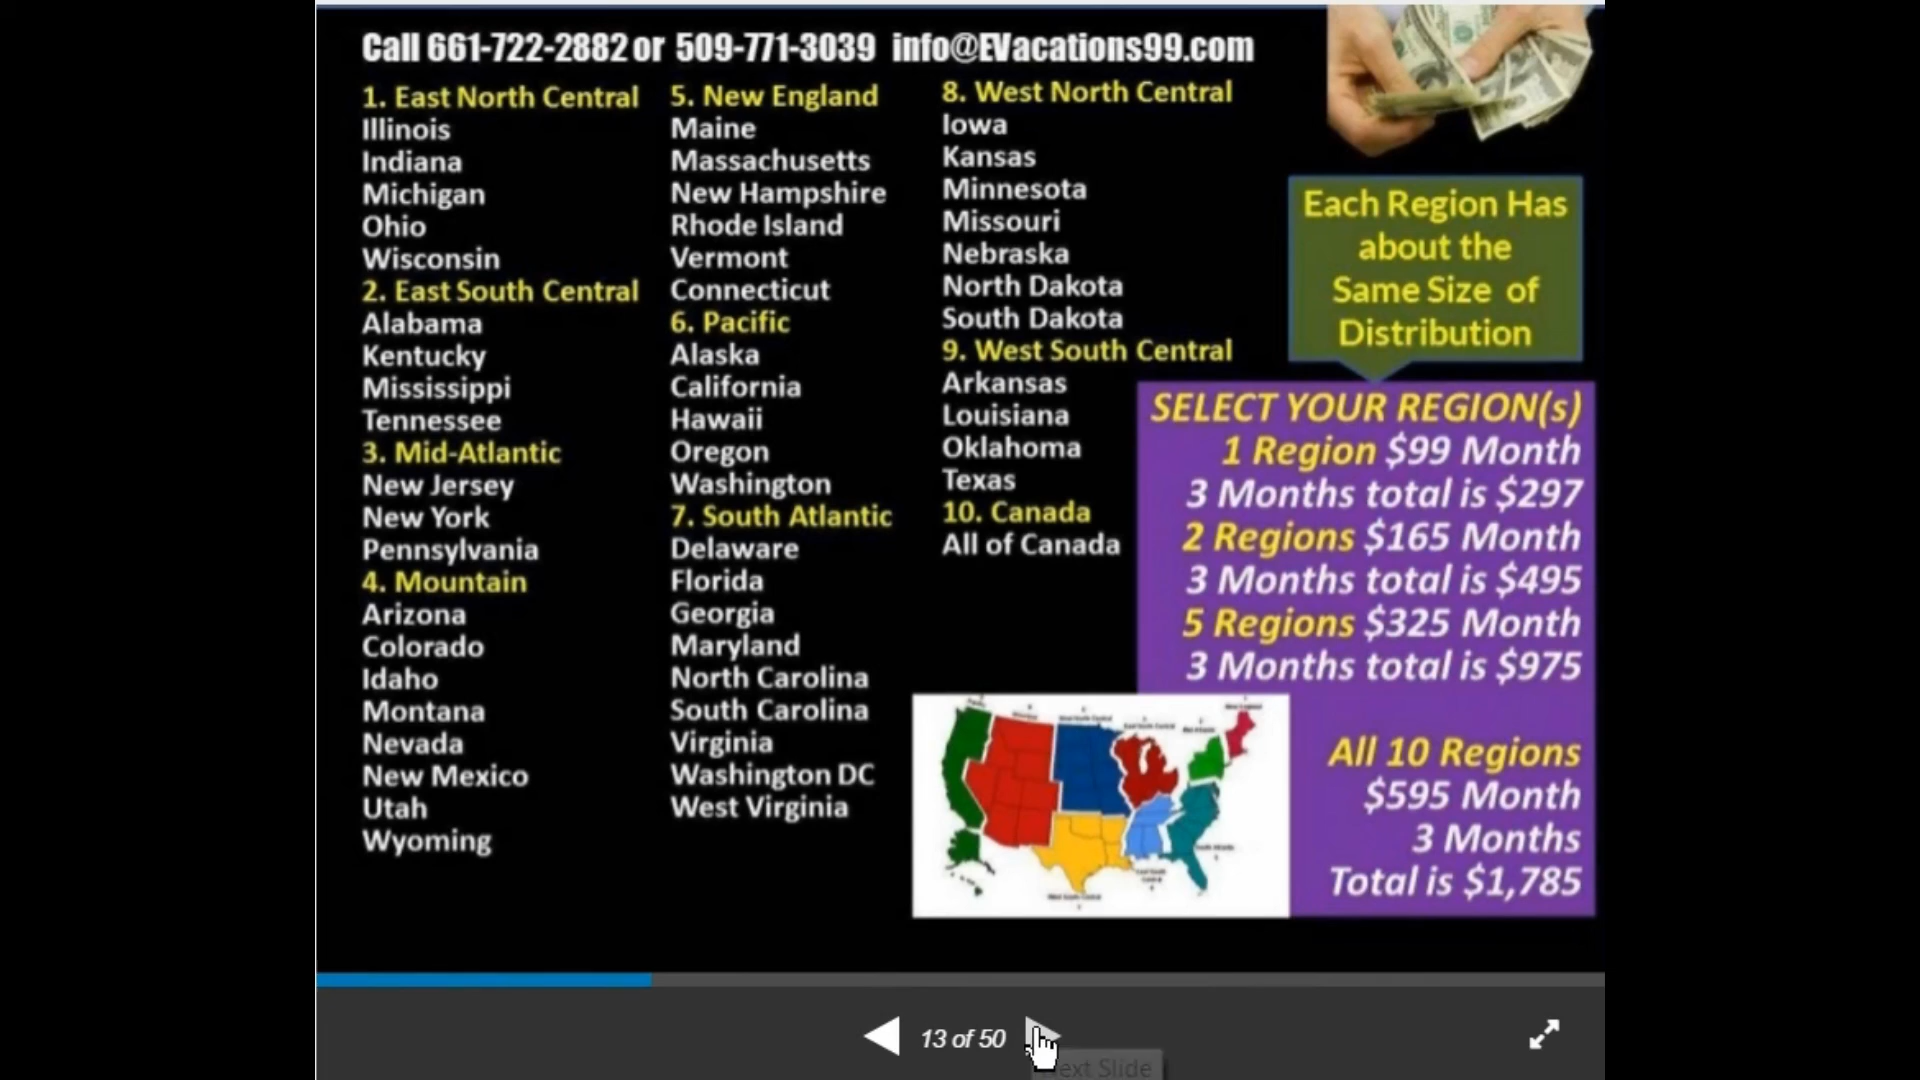 Call 661-722-2882 or 509-771-3039 info@EVacations99.com
1. East North Central
Illinois
Indiana
Michigan
Ohio
Wisconsin
2. East South Central
Alabama
Kentucky
Mississippi
Tennessee
3. Mid-Atlantic
New Jersey
New York
Pennsylvania
4. Mountain
Arizona
Colorado
Idaho
Montana
Nevada
New Mexico
Utah
Wyoming
5. New England
Maine
Massachusetts
New Hampshire
Rhode Island
Vermont
Connecticut
6. Pacific
Alaska
California
Hawaii
Oregon
Washington
7. South Atlantic
Delaware
Florida
Georgia
Maryland
North Carolina
South Carolina
Virginia
Washington DC
West Virginia
8. West North Central
Iowa
Kansas
Minnesota
Missouri
Nebraska
North Dakota
South Dakota
9. West South Central
Arkansas
Louisiana
Oklahoma
Texas
10. Canada
All of Canada
Each Region Has
about the
Same Size of
Distribution
SELECT YOUR REGION(s)
1 Region $99 Month
3 Months total is $297
2 Regions $165 Month
3 Months total is $495
5 Regions $325 Month
3 Months total is $975
All 10 Regions
$595 Month
3 Months
Total is $1,785
13 of 50
Slide